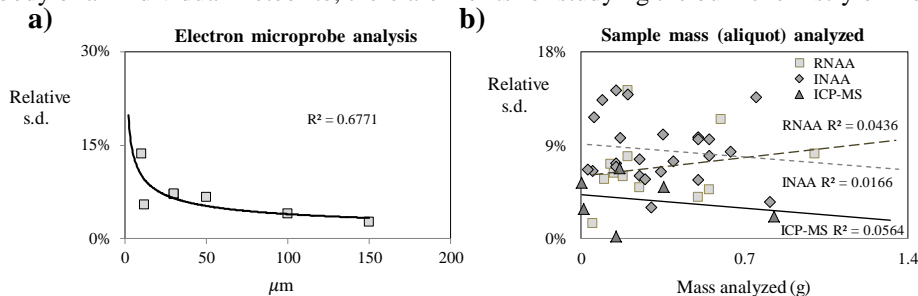 a)
b)
Electron microprobe analysis
Relative
s.d.
30%
15%
0%
R² = 0.6771
0 50 100 150 200
μm
Sample mass (aliquot) analyzed
Relative
s.d.
18%
9%
0%
RNAA
INAA
ICP-MS
RNAA R² = 0.0436
INAA R² = 0.0166
ICP-MS R² = 0.0564
0 0.7 1.4
Mass analyzed (g)